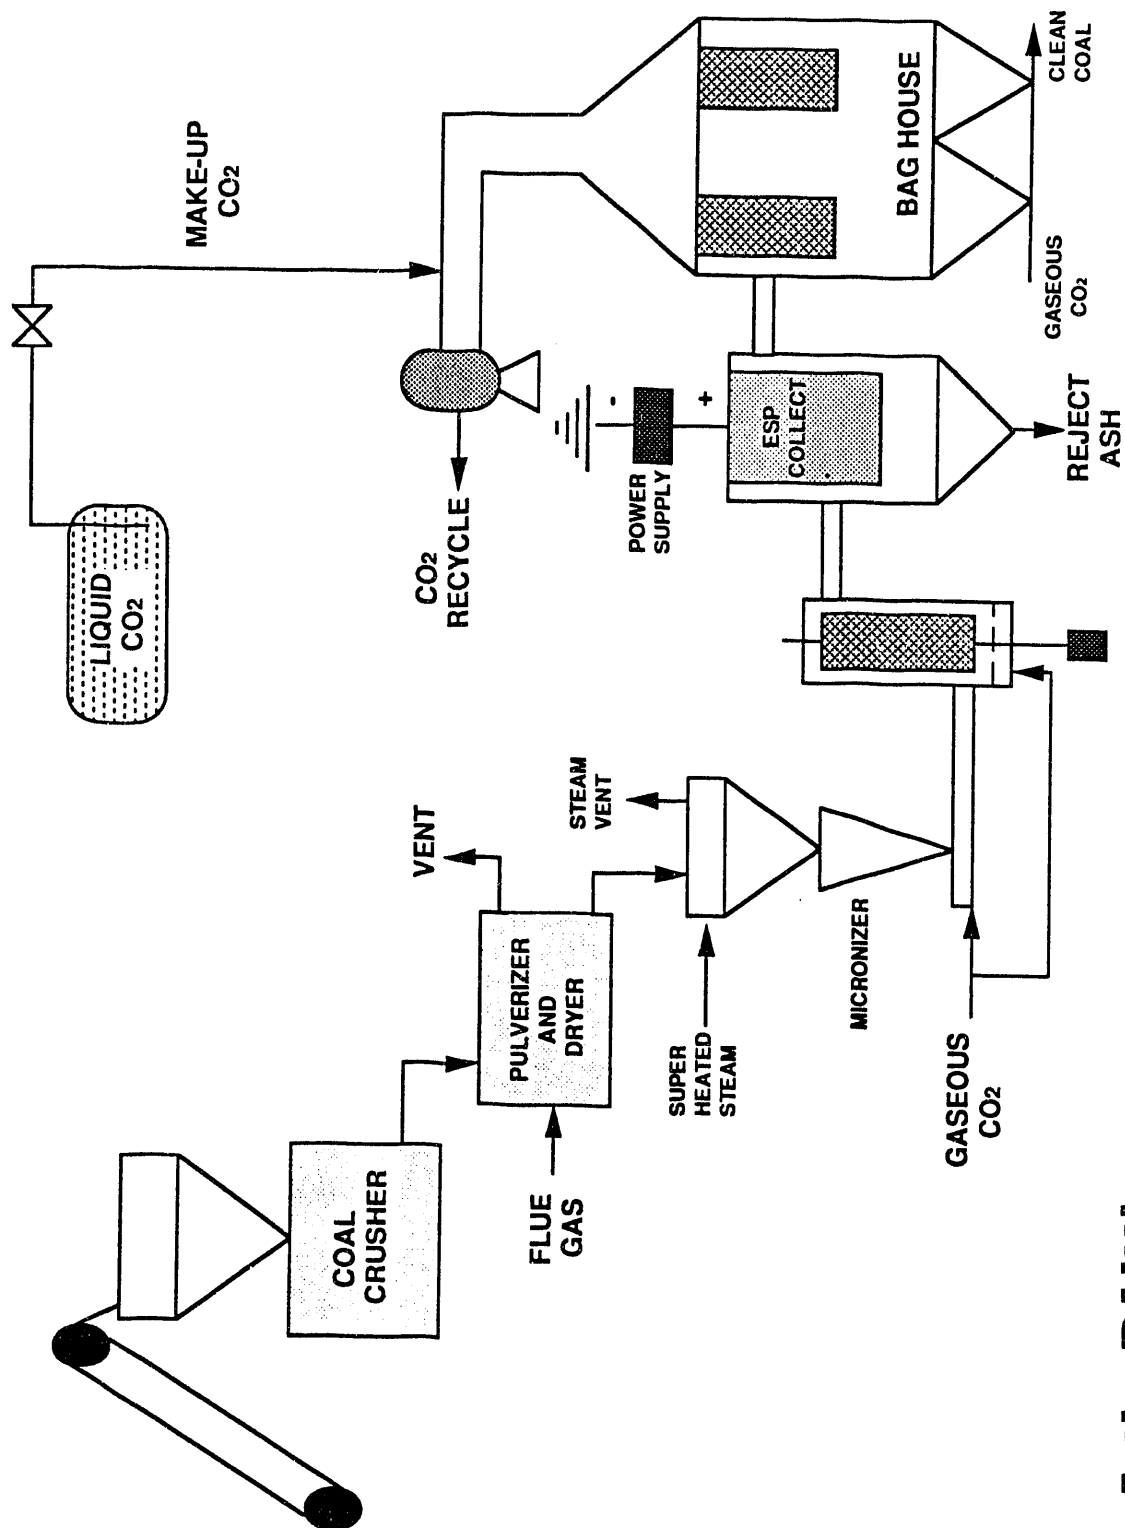 LIQUID
CO2
MAKE-UP
CO2
CO2
RECYCLE
COAL
CRUSHER
VENT
PULVERIZER
AND
DRYER
FLUE
GAS
STEAM
VENT
SUPER
HEATED
STEAM
MICRONIZER
GASEOUS
CO2
POWER
SUPPLY
-
+
ESP
COLLECT
REJECT
ASH
BAG HOUSE
GASEOUS
CO2
CLEAN
COAL